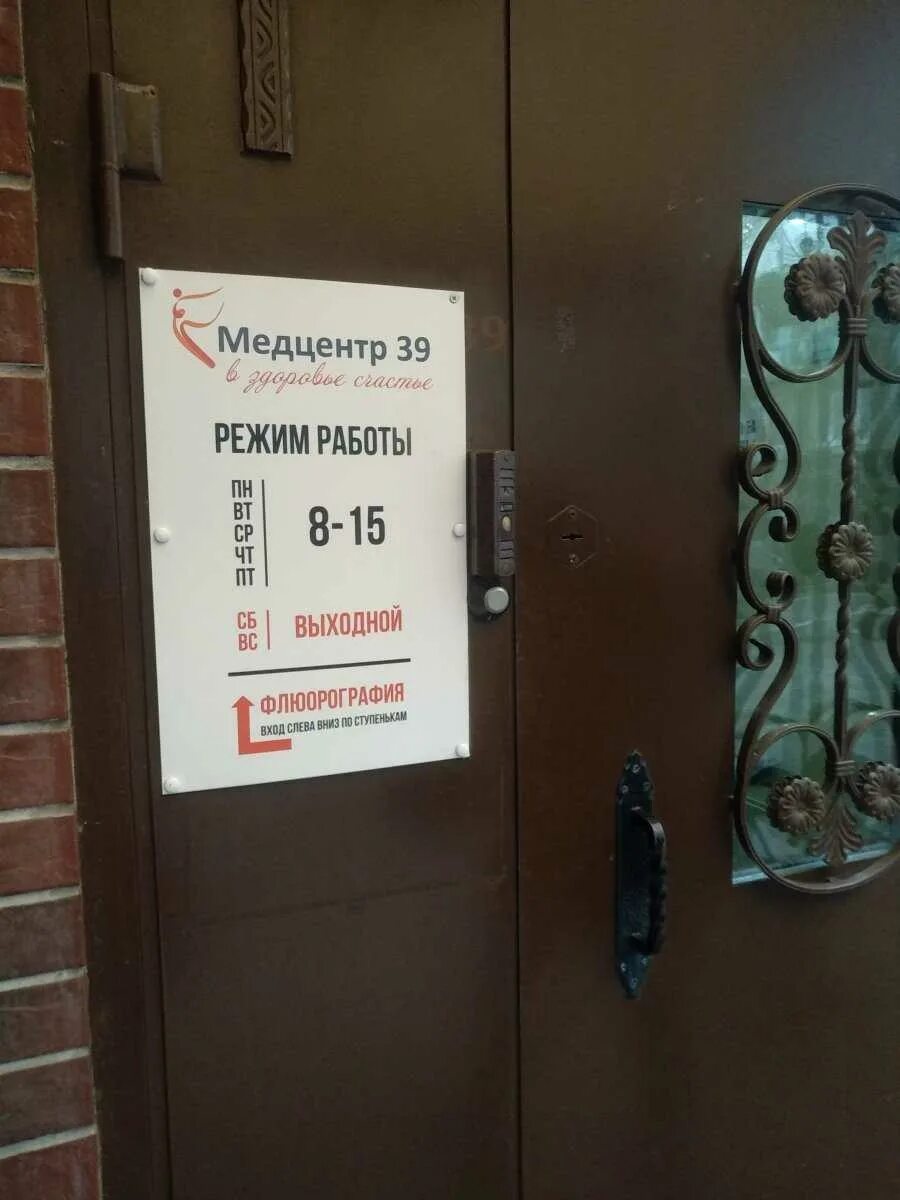 Медцентр 39
в здоровье счастье
РЕЖИМ РАБОТЫ
ПН
ВТ
СР
ЧТ
ПТ
8-15
СБ
ВС
ВЫХОДНОЙ
ФЛЮОРОГРАФИЯ
ВХОД СЛЕВА ВНИЗ ПО СТУПЕНЬКАМ